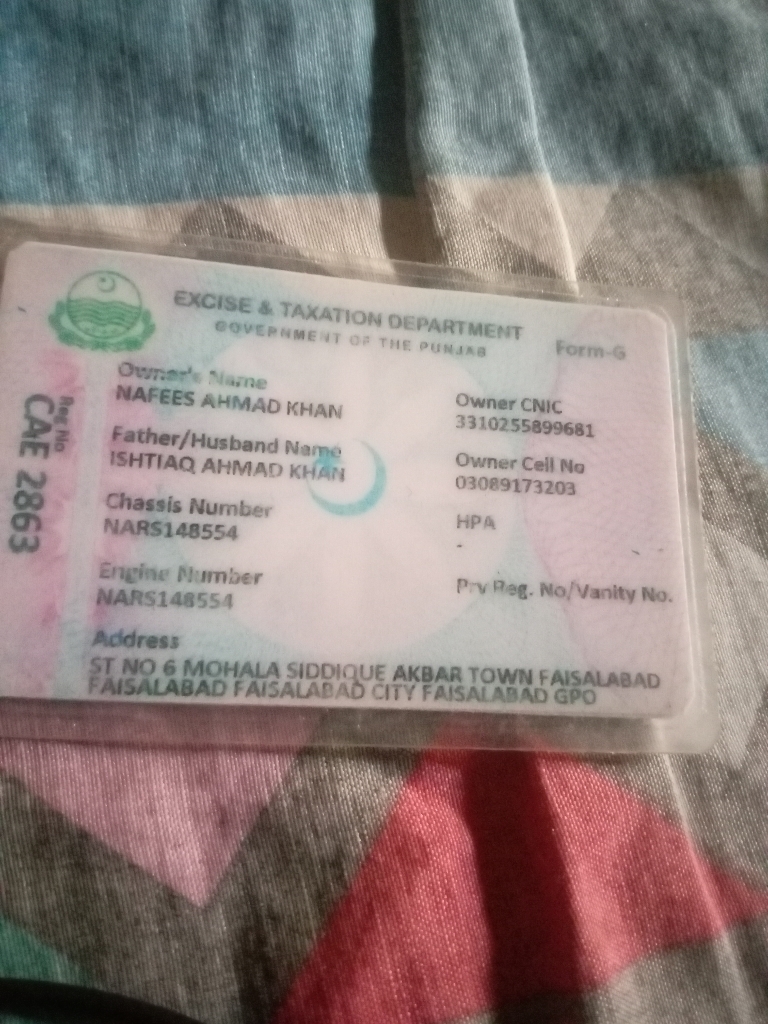 EXCISE & TAXATION DEPARTMENT
GOVERNMENT OF THE PUNJAB
Form-G
Reg No
CAE 2863
Owner's Name
NAFEES AHMAD KHAN
Father/Husband Name
ISHTIAQ AHMAD KHAN
Chassis Number
NARS148554
Engine Number
NARS148554
Owner CNIC
3310255899681
Owner Cell No
03089173203
HPA
-
Prv Reg. No/Vanity No.
Address
ST NO 6 MOHALA SIDDIQUE AKBAR TOWN FAISALABAD
FAISALABAD FAISALABAD CITY FAISALABAD GPO